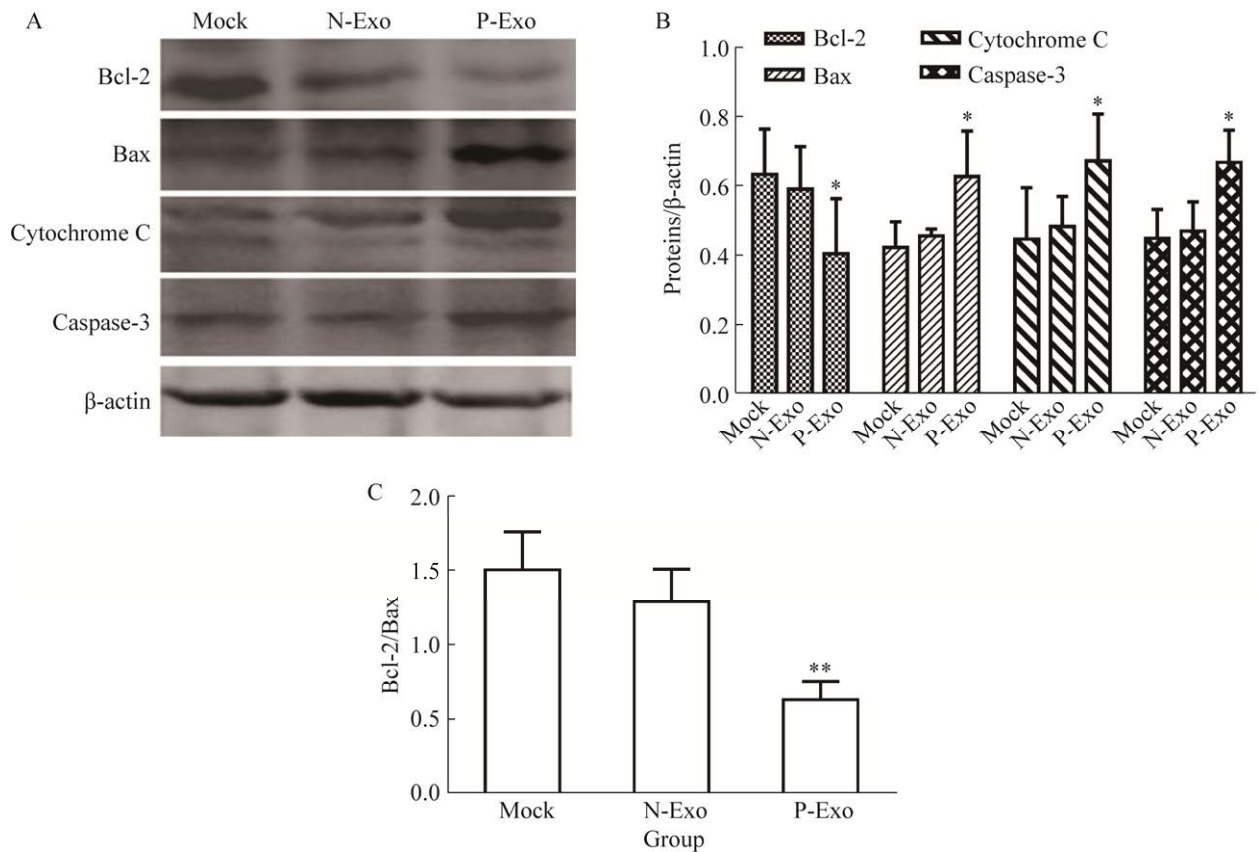 A
Mock N-Exo P-Exo
Bcl-2
Bax
Cytochrome C
Caspase-3
β-actin
B
Bcl-2 Cytochrome C
Bax Caspase-3
Proteins/β-actin
1.0
0.8
0.6
0.4
0.2
0.0
* * * *
Mock N-Exo P-Exo Mock N-Exo P-Exo Mock N-Exo P-Exo Mock N-Exo P-Exo
C
Bcl-2/Bax
2.0
1.5
1.0
0.5
0.0
**
Mock N-Exo P-Exo
Group